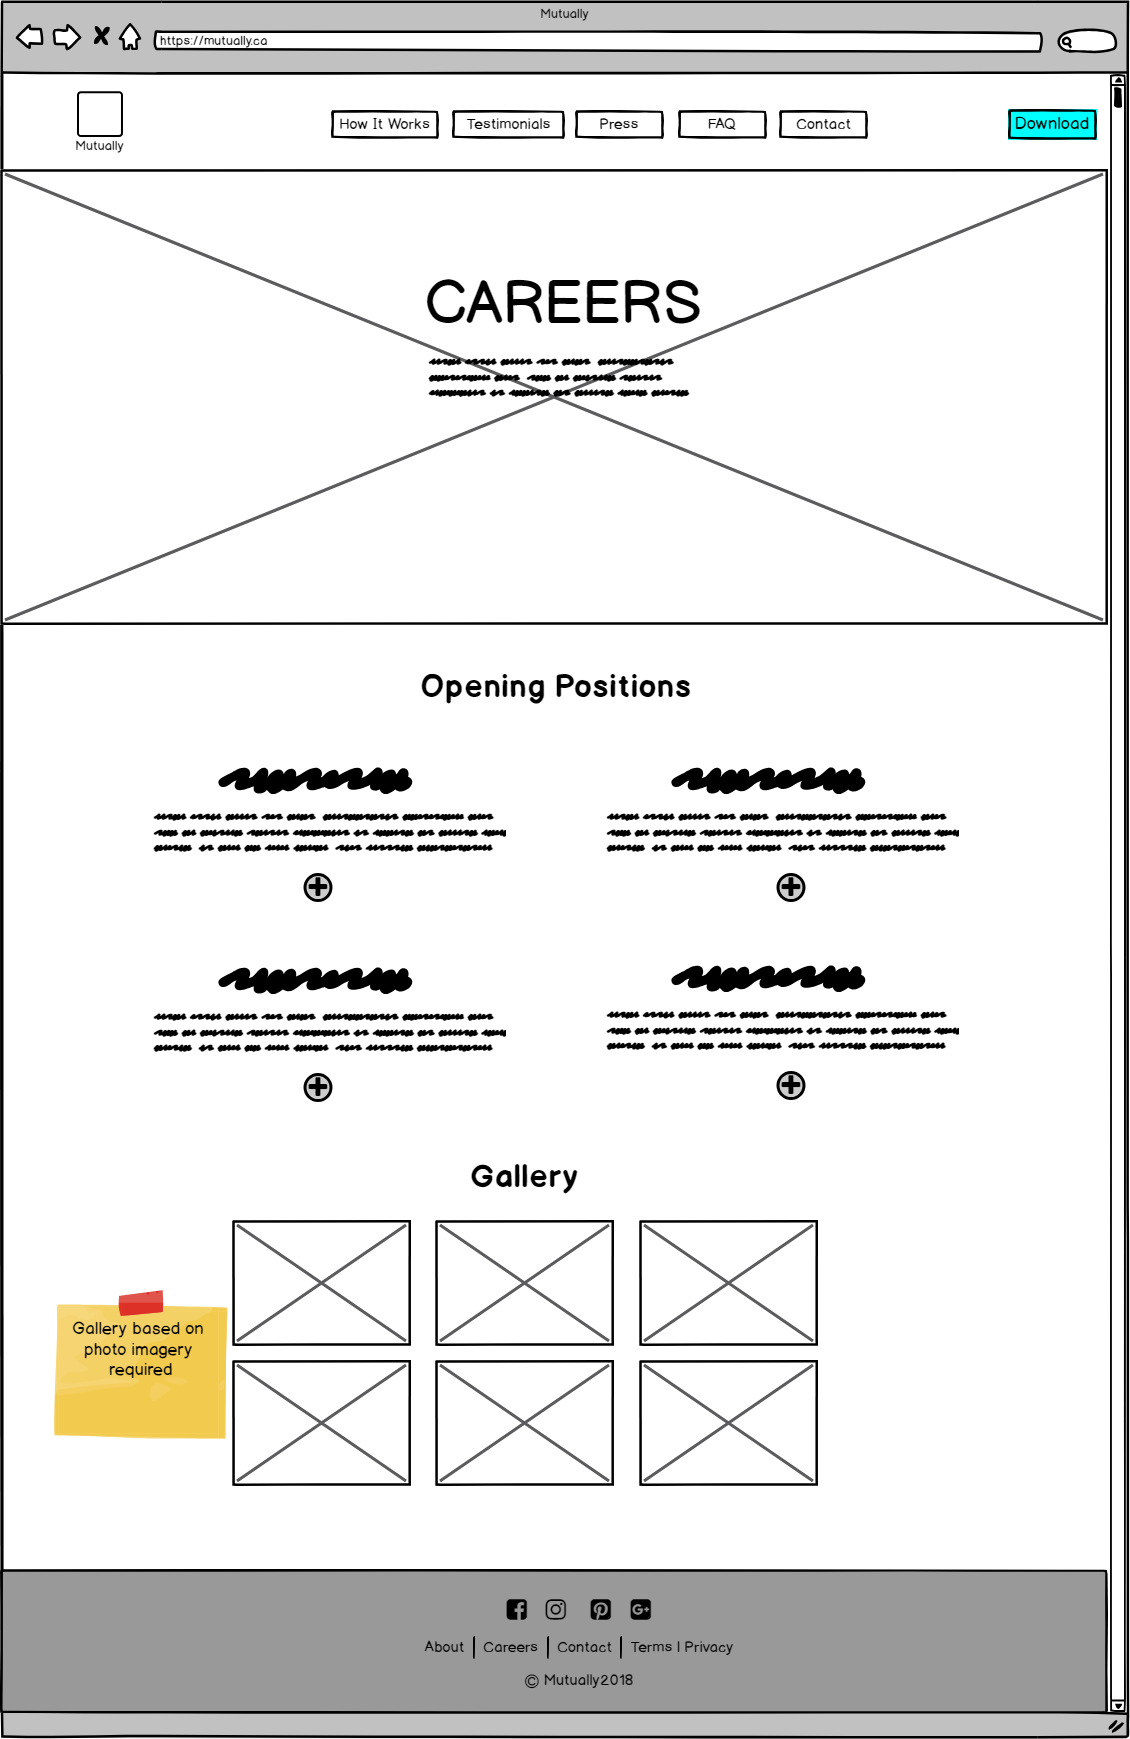 Mutually
https://mutually.ca
Mutually
How It Works
Testimonials
Press
FAQ
Contact
Download
CAREERS
Opening Positions
Gallery
Gallery based on
photo imagery
required
About | Careers | Contact | Terms | Privacy
© Mutually2018